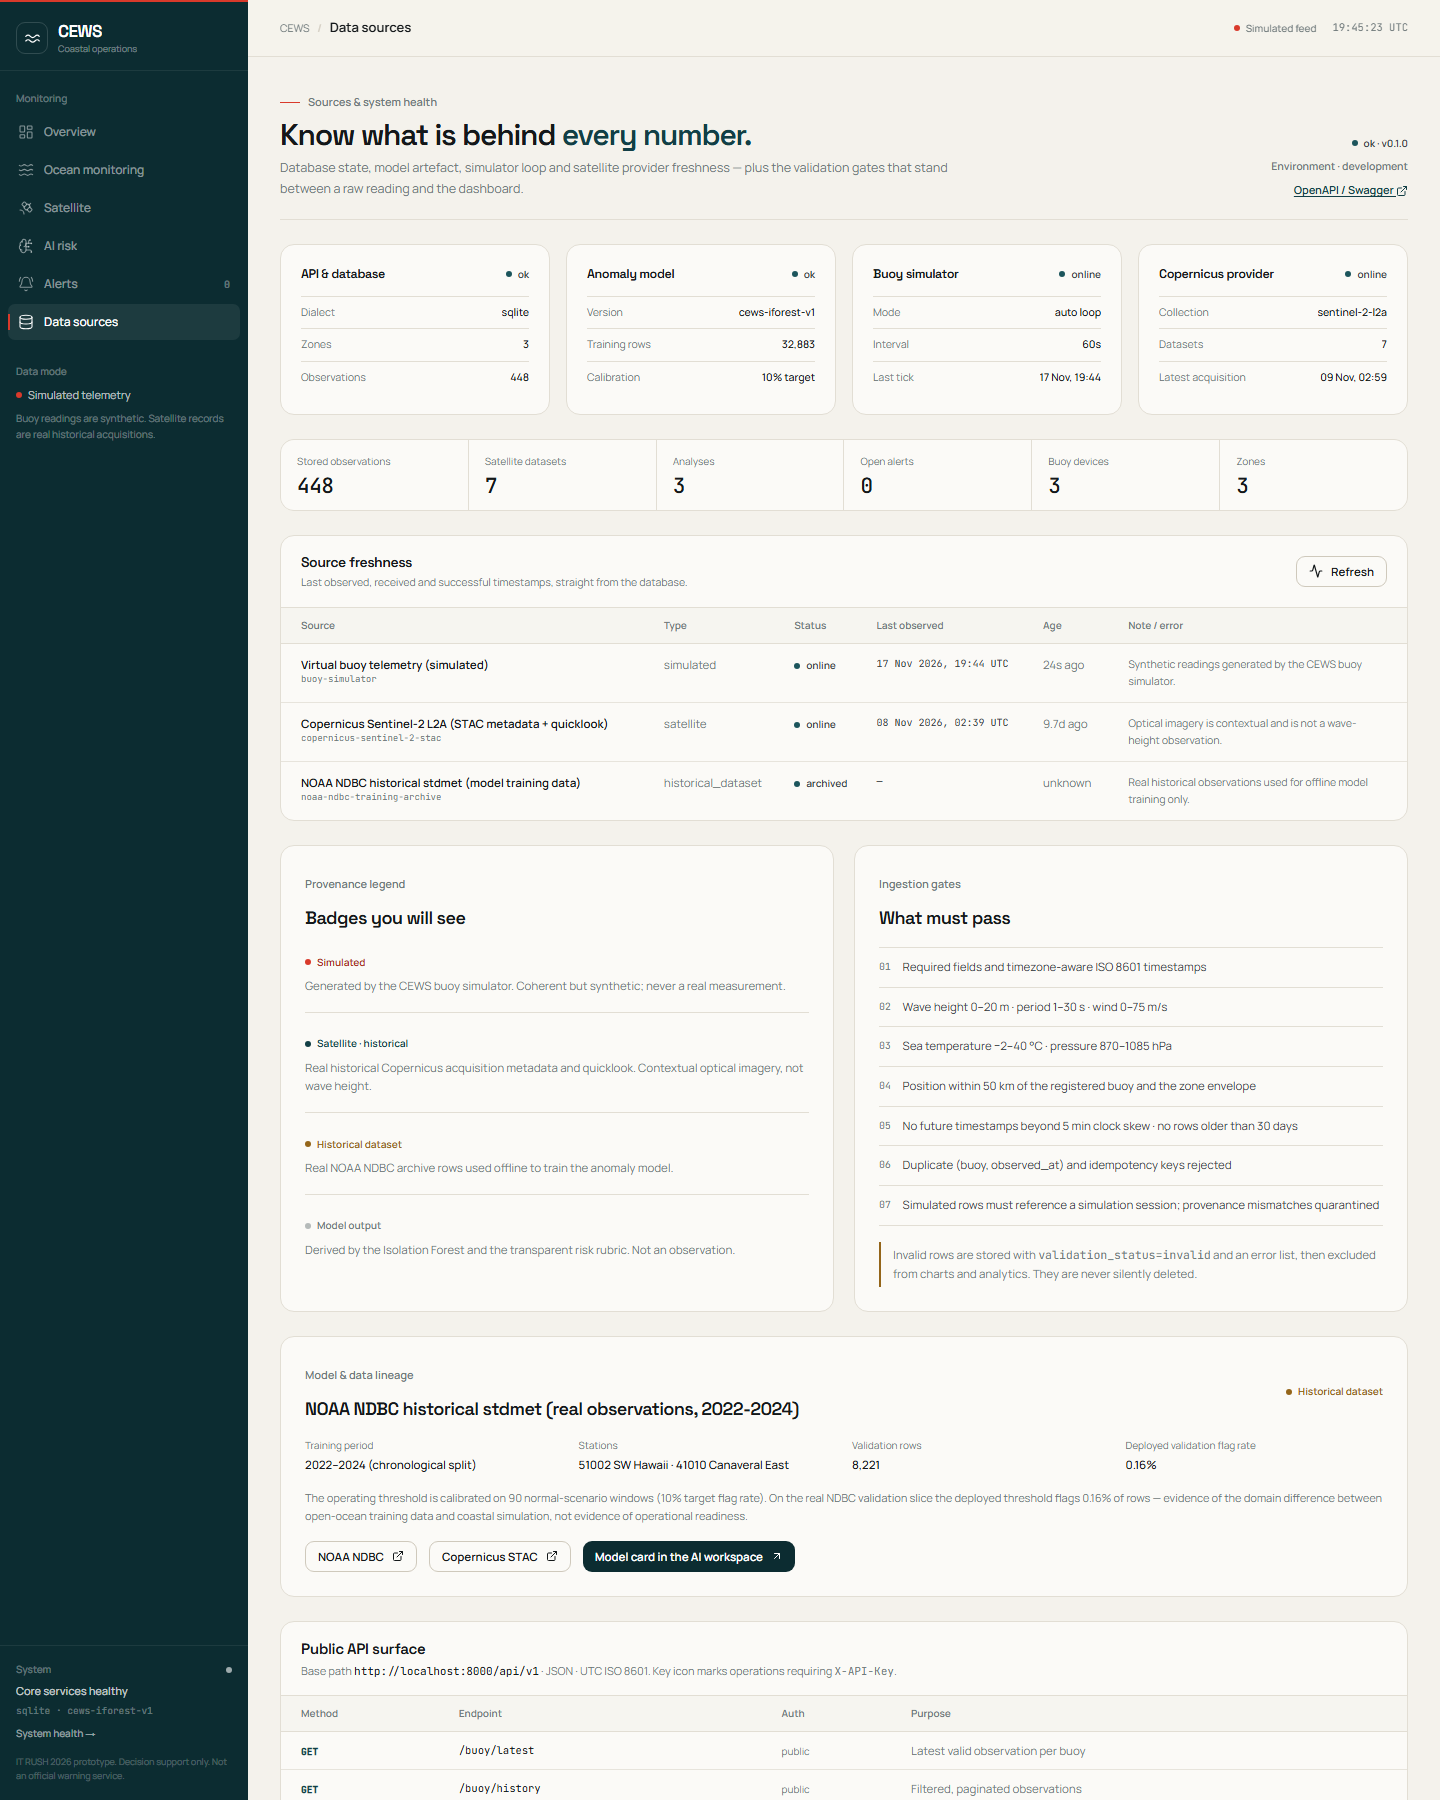 CEWS
Coastal operations
Monitoring
Overview
Ocean monitoring
Satellite
AI risk
Alerts 0
Data sources
Data mode
Simulated telemetry
Buoy readings are synthetic. Satellite records
are real historical acquisitions.
System
Core services healthy
sqlite · cews-iforest-v1
System health →
IT RUSH 2026 prototype. Decision support only. Not
an official warning service.
CEWS / Data sources
Simulated feed 19:45:23 UTC
Sources & system health
Know what is behind every number.
Database state, model artefact, simulator loop and satellite provider freshness — plus the validation gates that stand
between a raw reading and the dashboard.
ok · v0.1.0
Environment · development
OpenAPI / Swagger
API & database ok
Dialect sqlite
Zones 3
Observations 448
Anomaly model ok
Version cews-iforest-v1
Training rows 32,883
Calibration 10% target
Buoy simulator online
Mode auto loop
Interval 60s
Last tick 17 Nov, 19:44
Copernicus provider online
Collection sentinel-2-l2a
Datasets 7
Latest acquisition 09 Nov, 02:59
Stored observations
448
Satellite datasets
7
Analyses
3
Open alerts
0
Buoy devices
3
Zones
3
Source freshness
Last observed, received and successful timestamps, straight from the database.
Refresh
Source Type Status Last observed Age Note / error
Virtual buoy telemetry (simulated) simulated online 17 Nov 2026, 19:44 UTC 24s ago Synthetic readings generated by the CEWS buoy
buoy-simulator simulator.
Copernicus Sentinel-2 L2A (STAC metadata + quicklook) satellite online 08 Nov 2026, 02:39 UTC 9.7d ago Optical imagery is contextual and is not a wave-
copernicus-sentinel-2-stac height observation.
NOAA NDBC historical stdmet (model training data) historical_dataset archived — unknown Real historical observations used for offline model
noaa-ndbc-training-archive training only.
Provenance legend
Badges you will see
Simulated
Generated by the CEWS buoy simulator. Coherent but synthetic; never a real measurement.
Satellite · historical
Real historical Copernicus acquisition metadata and quicklook. Contextual optical imagery, not
wave height.
Historical dataset
Real NOAA NDBC archive rows used offline to train the anomaly model.
Model output
Derived by the Isolation Forest and the transparent risk rubric. Not an observation.
Ingestion gates
What must pass
01 Required fields and timezone-aware ISO 8601 timestamps
02 Wave height 0–20 m · period 1–30 s · wind 0–75 m/s
03 Sea temperature −2–40 °C · pressure 870–1085 hPa
04 Position within 50 km of the registered buoy and the zone envelope
05 No future timestamps beyond 5 min clock skew · no rows older than 30 days
06 Duplicate (buoy, observed_at) and idempotency keys rejected
07 Simulated rows must reference a simulation session; provenance mismatches quarantined
Invalid rows are stored with validation_status=invalid and an error list, then excluded
from charts and analytics. They are never silently deleted.
Model & data lineage
NOAA NDBC historical stdmet (real observations, 2022-2024)
Historical dataset
Training period
2022–2024 (chronological split)
Stations
51002 SW Hawaii · 41010 Canaveral East
Validation rows
8,221
Deployed validation flag rate
0.16%
The operating threshold is calibrated on 90 normal-scenario windows (10% target flag rate). On the real NDBC validation slice the deployed threshold flags 0.16% of rows — evidence of the domain difference between
open-ocean training data and coastal simulation, not evidence of operational readiness.
NOAA NDBC
Copernicus STAC
Model card in the AI workspace
Public API surface
Base path http://localhost:8000/api/v1 · JSON · UTC ISO 8601. Key icon marks operations requiring X-API-Key.
Method Endpoint Auth Purpose
GET /buoy/latest public Latest valid observation per buoy
GET /buoy/history public Filtered, paginated observations